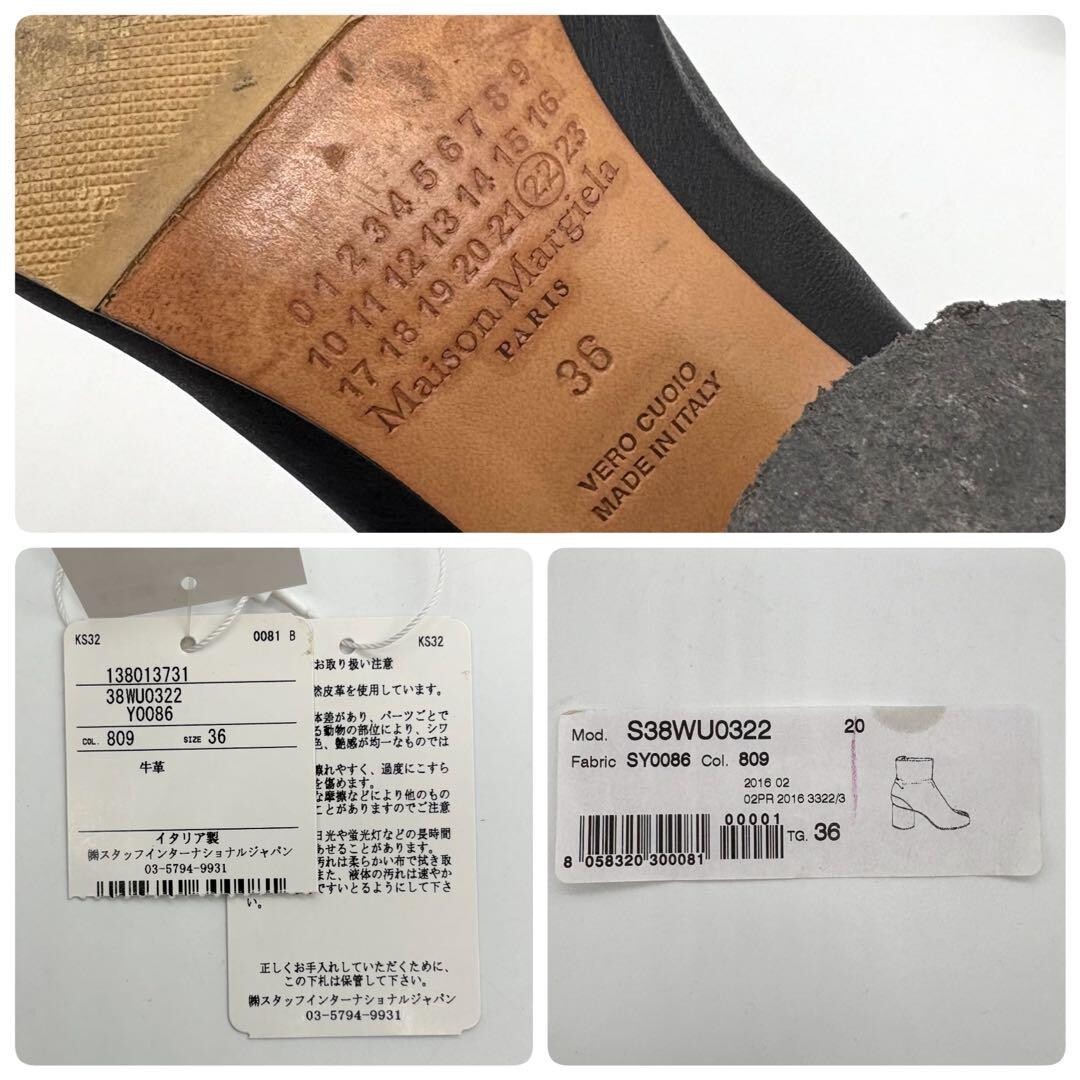 0 1 2 3 4 5 6 7 8 9
10 11 12 13 14 15 16
17 18 19 20 21 22 23
Maison Margiela
PARIS
36
VERO CUOIO
MADE IN ITALY
KS32 0081 B
138013731
38WU0322
Y0086
COL. 809 SIZE 36
牛革
イタリア製
㈱スタッフインターナショナルジャパン
03-5794-9931
KS32
お取り扱い注意
然皮革を使用しています。
体差があり、パーツごとで
る動物の部位により、シワ
色、艶感が均一なものでは
擦れやすく、過度にこすら
を傷めます。
な摩擦などにより他のもの
ことがありますのでご注意
日光や蛍光灯などの長時間
あせることがあります。
汚れは柔らかい布で拭き取
また、液体の汚れは速やか
ですいとるようにして下さ
い。
正しくお手入れしていただくために、
この下札は保管して下さい。
㈱スタッフインターナショナルジャパン
03-5794-9931
Mod. S38WU0322 20
Fabric SY0086 Col. 809
2016 02
02PR 2016 3322/3
00001
TG. 36
8 058320 300081